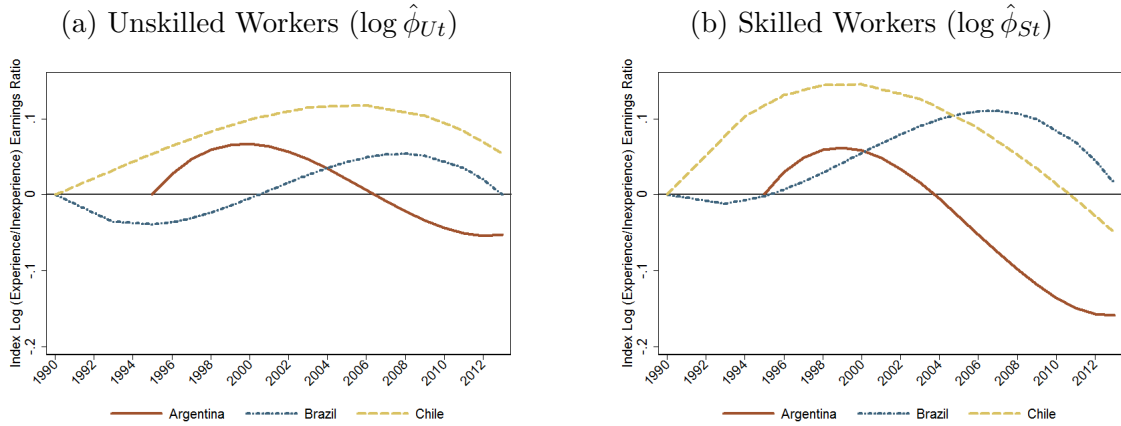 (a) Unskilled Workers (log φ̂_{Ut})
Index Log (Experience/Inexperience) Earnings Ratio
.1
0
-.1
-.2
1990 1992 1994 1996 1998 2000 2002 2004 2006 2008 2010 2012
Argentina Brazil Chile
(b) Skilled Workers (log φ̂_{St})
Index Log (Experience/Inexperience) Earnings Ratio
.1
0
-.1
-.2
1990 1992 1994 1996 1998 2000 2002 2004 2006 2008 2010 2012
Argentina Brazil Chile